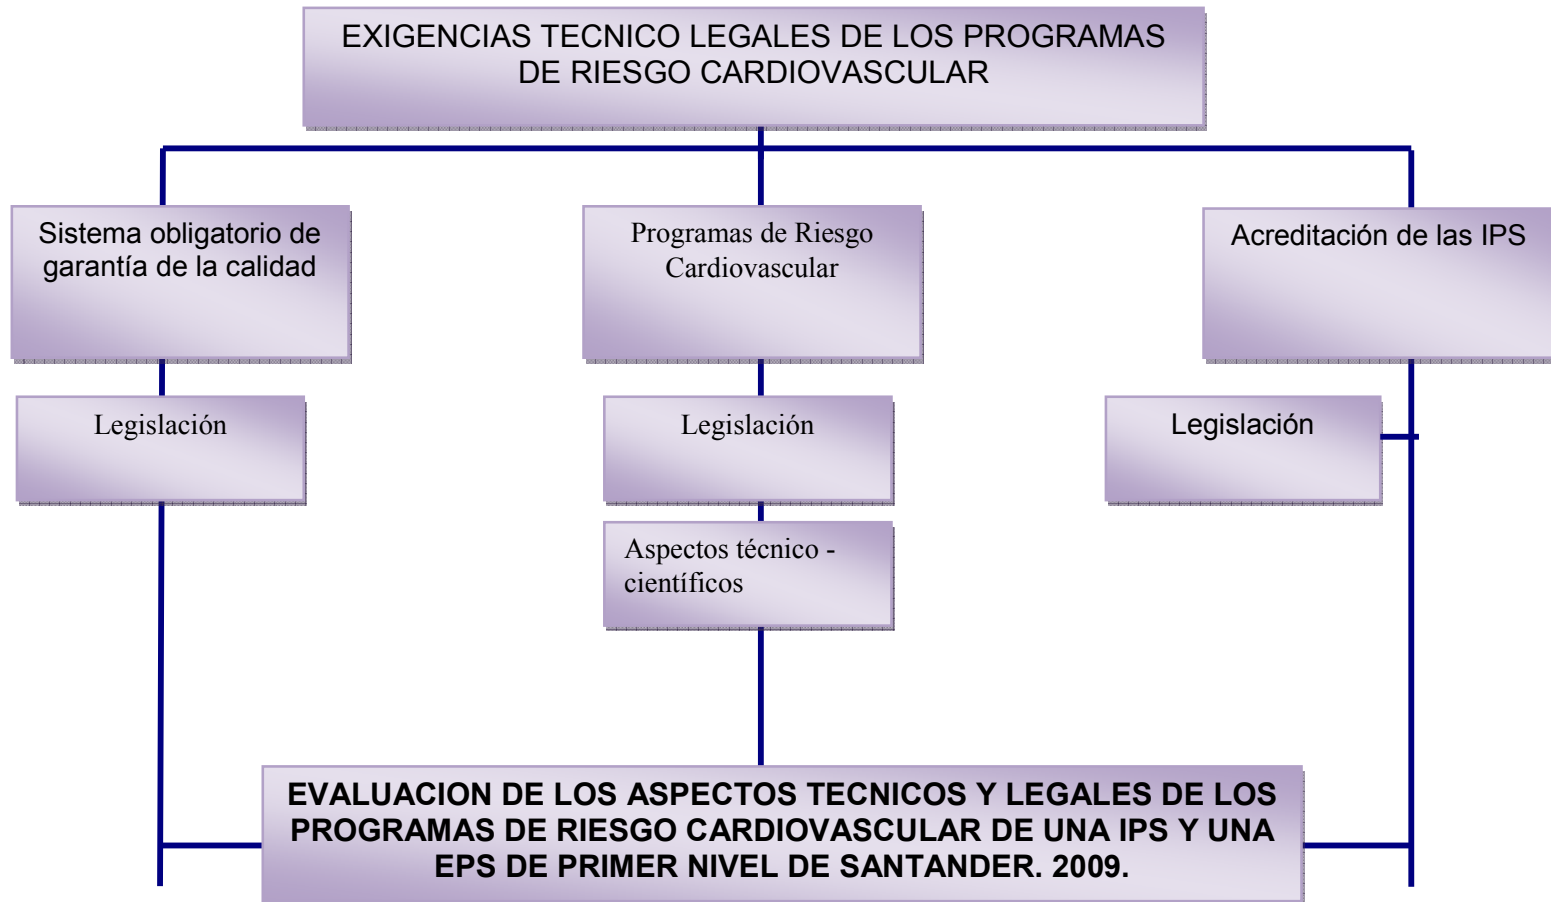 EXIGENCIAS TECNICO LEGALES DE LOS PROGRAMAS
DE RIESGO CARDIOVASCULAR
Sistema obligatorio de
garantía de la calidad
Programas de Riesgo
Cardiovascular
Acreditación de las IPS
Legislación
Legislación
Legislación
Aspectos técnico -
científicos
EVALUACION DE LOS ASPECTOS TECNICOS Y LEGALES DE LOS
PROGRAMAS DE RIESGO CARDIOVASCULAR DE UNA IPS Y UNA
EPS DE PRIMER NIVEL DE SANTANDER. 2009.